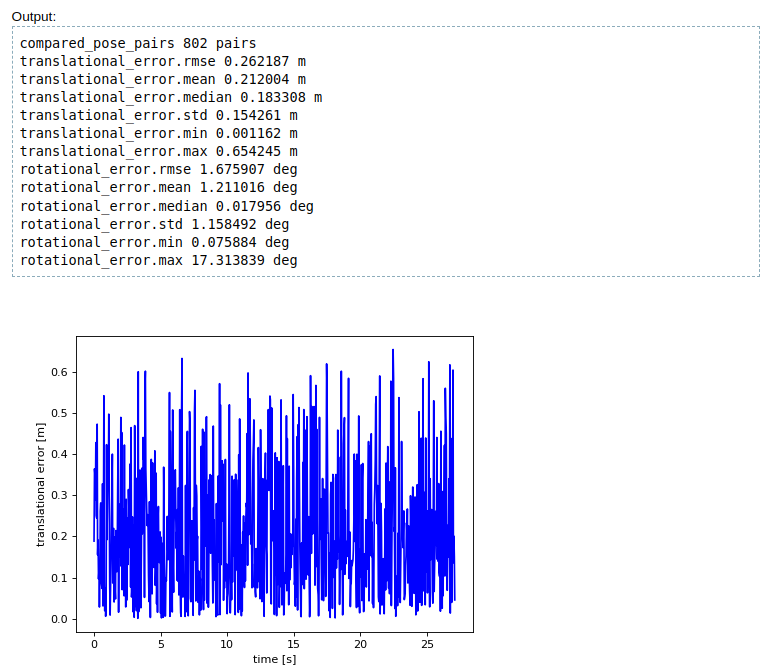 Output:
compared_pose_pairs 802 pairs
translational_error.rmse 0.262187 m
translational_error.mean 0.212004 m
translational_error.median 0.183308 m
translational_error.std 0.154261 m
translational_error.min 0.001162 m
translational_error.max 0.654245 m
rotational_error.rmse 1.675907 deg
rotational_error.mean 1.211016 deg
rotational_error.median 0.017956 deg
rotational_error.std 1.158492 deg
rotational_error.min 0.075884 deg
rotational_error.max 17.313839 deg
translational error [m]
0.6
0.5
0.4
0.3
0.2
0.1
0.0
0 5 10 15 20 25
time [s]